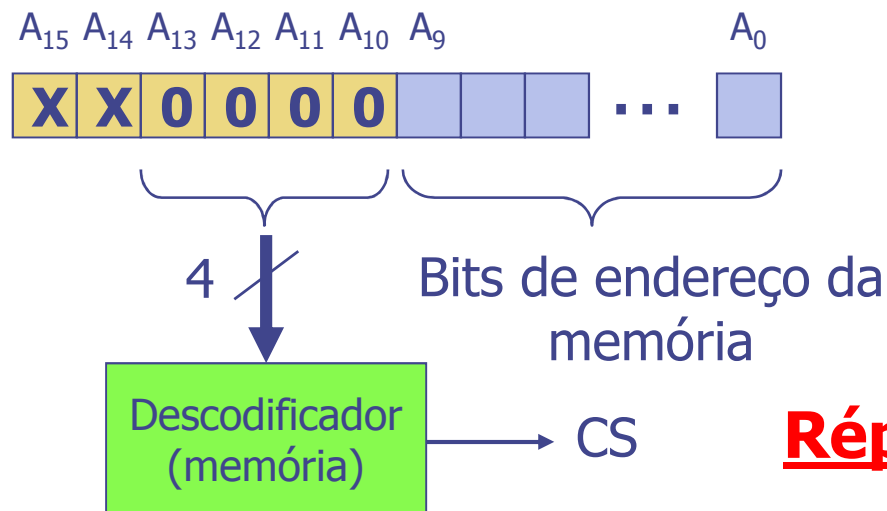 A15 A14 A13 A12 A11 A10 A9 A0
X X 0 0 0 0 ...
4
Bits de endereço da
memória
Descodificador
(memória)
CS
Rép